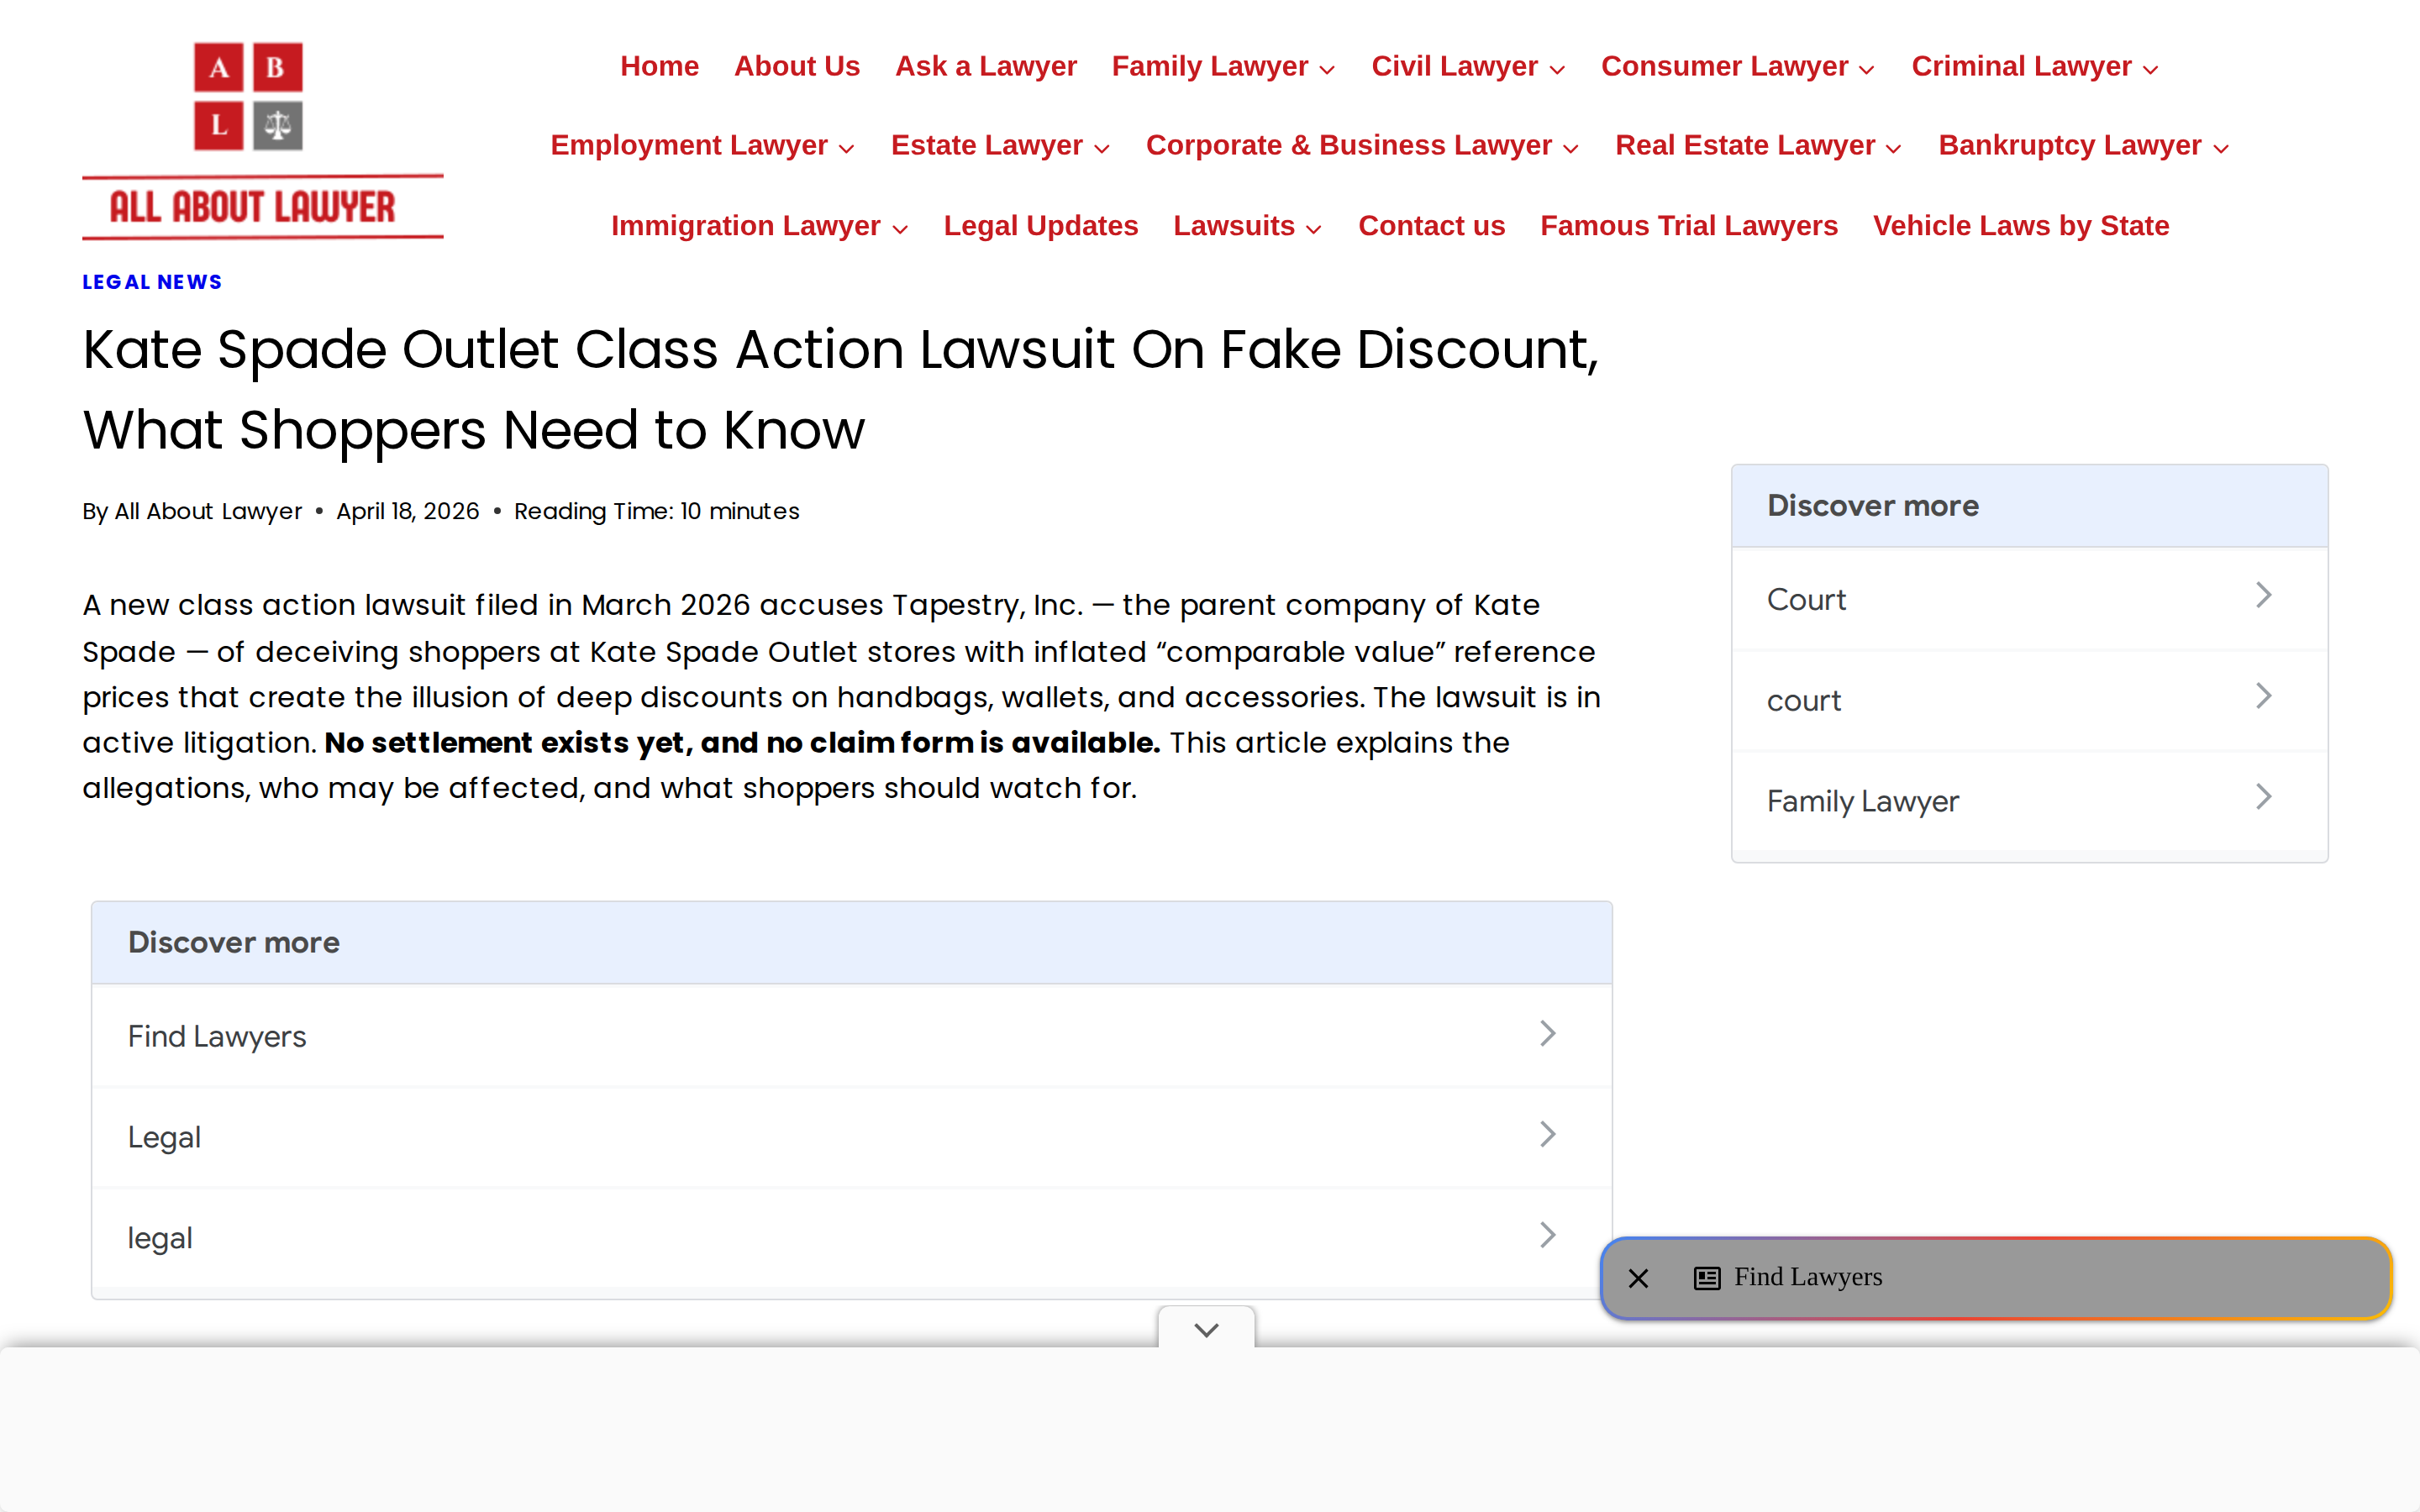 A B
L
ALL ABOUT LAWYER
Home About Us Ask a Lawyer Family Lawyer Civil Lawyer Consumer Lawyer Criminal Lawyer
Employment Lawyer Estate Lawyer Corporate & Business Lawyer Real Estate Lawyer Bankruptcy Lawyer
Immigration Lawyer Legal Updates Lawsuits Contact us Famous Trial Lawyers Vehicle Laws by State
LEGAL NEWS
Kate Spade Outlet Class Action Lawsuit On Fake Discount,
What Shoppers Need to Know
By All About Lawyer • April 18, 2026 • Reading Time: 10 minutes
A new class action lawsuit filed in March 2026 accuses Tapestry, Inc. — the parent company of Kate
Spade — of deceiving shoppers at Kate Spade Outlet stores with inflated “comparable value” reference
prices that create the illusion of deep discounts on handbags, wallets, and accessories. The lawsuit is in
active litigation. No settlement exists yet, and no claim form is available. This article explains the
allegations, who may be affected, and what shoppers should watch for.
Discover more
Find Lawyers
Legal
legal
Discover more
Court
court
Family Lawyer
Find Lawyers